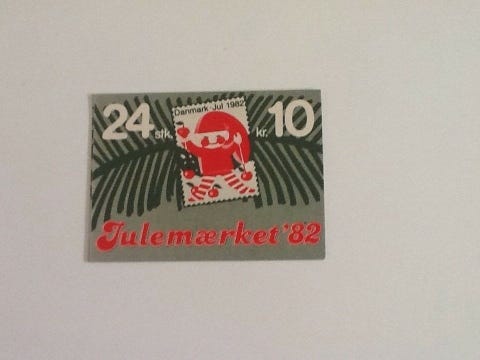 Danmark · Jul 1982
24 stk. kr. 10
Julemærket '82